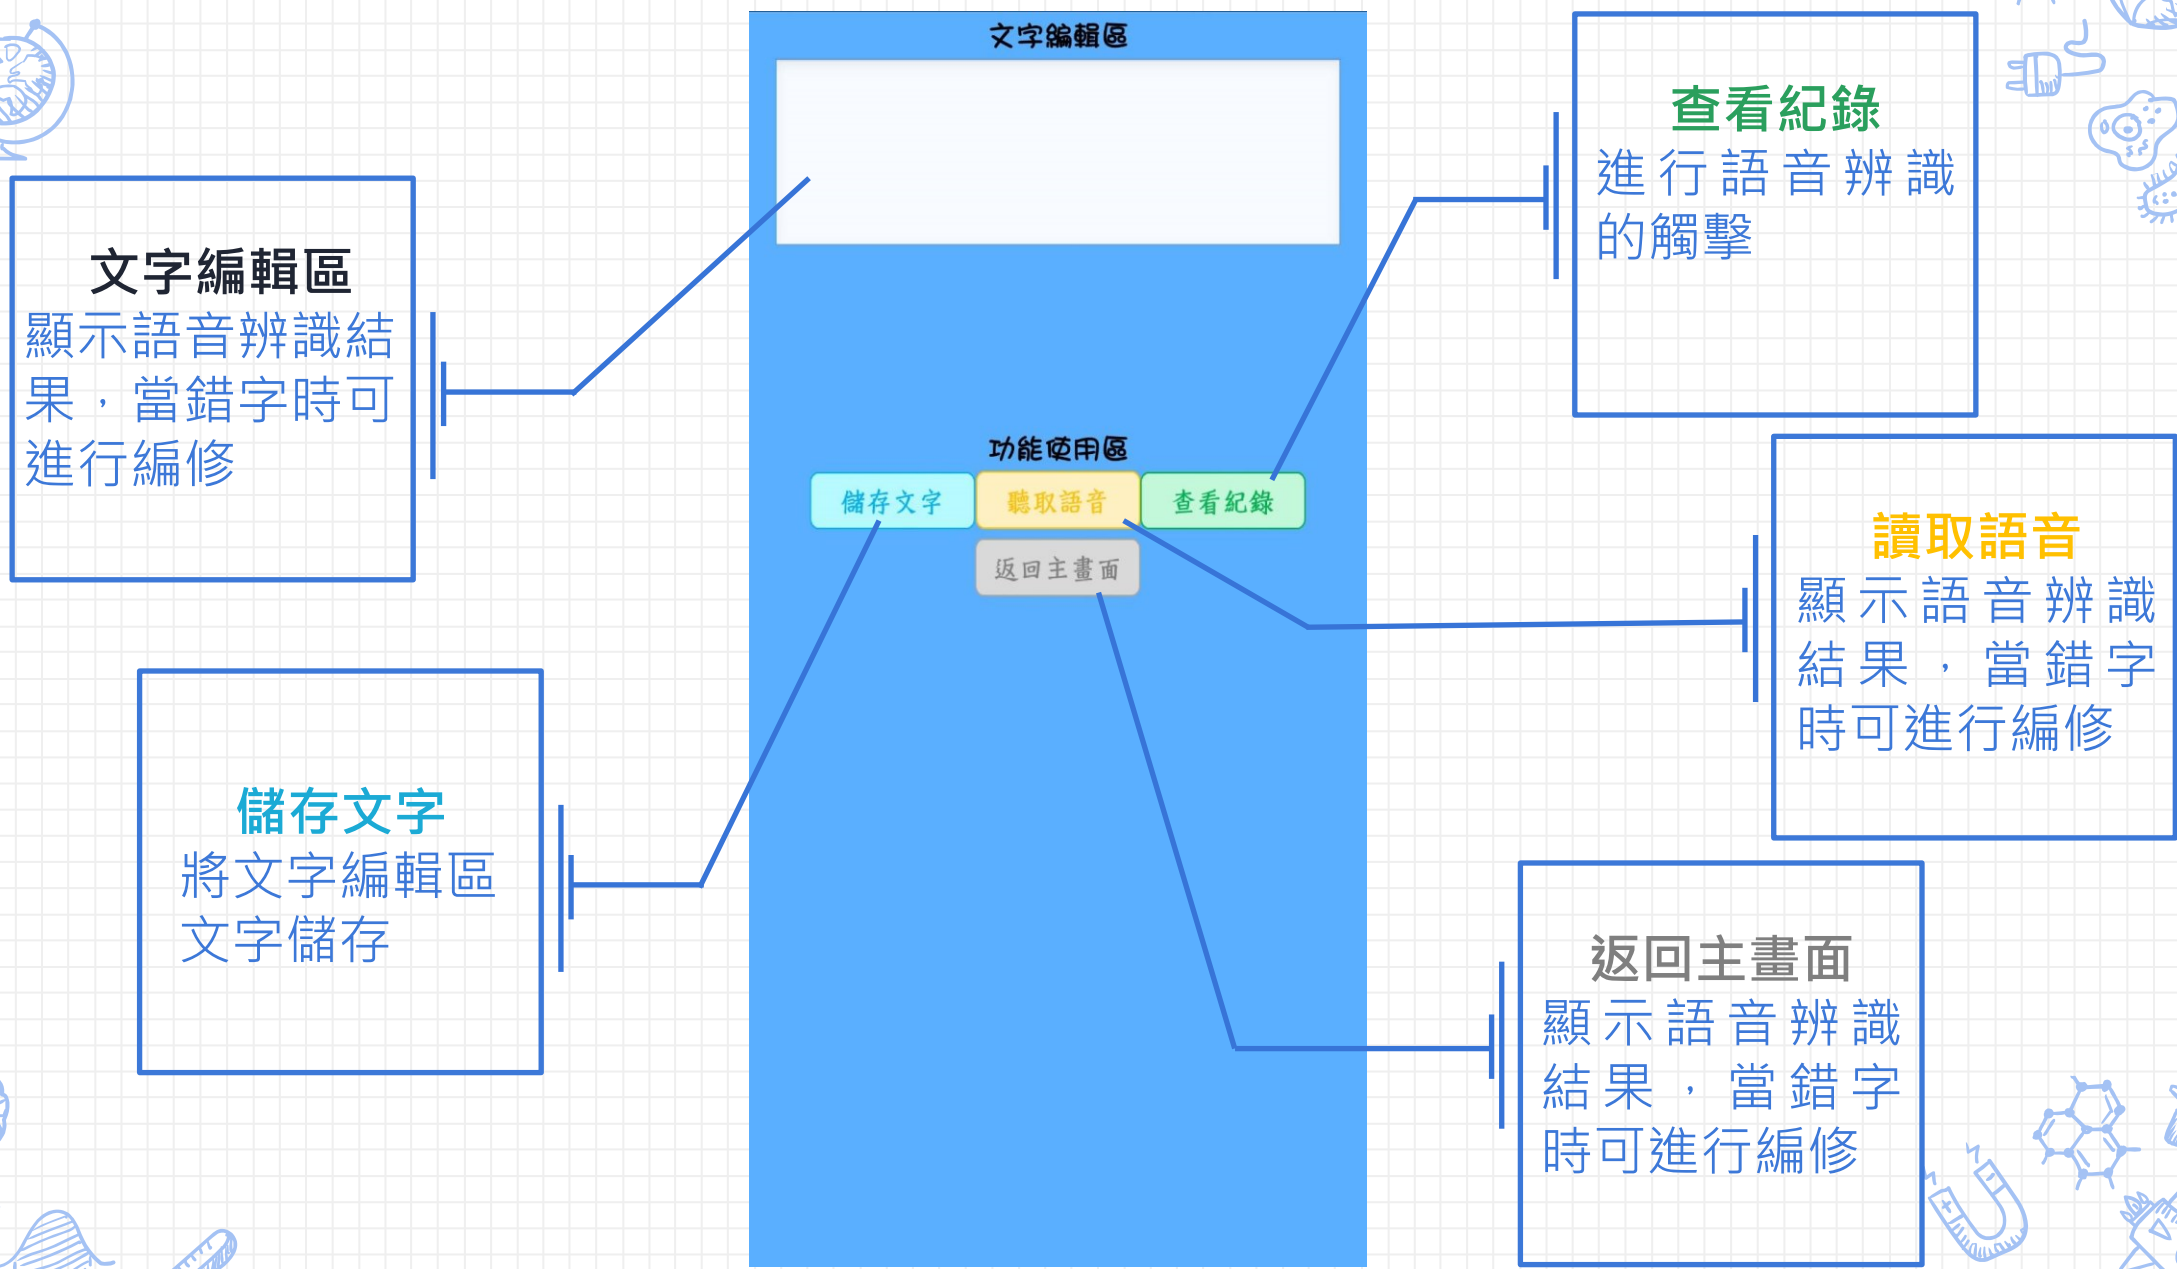 文字編輯區
文字編輯區
顯示語音辨識結
果，當錯字時可
進行編修
儲存文字
將文字編輯區
文字儲存
功能使用區
儲存文字
聽取語音
查看紀錄
返回主畫面
查看紀錄
進行語音辨識
的觸擊
讀取語音
顯示語音辨識
結果，當錯字
時可進行編修
返回主畫面
顯示語音辨識
結果，當錯字
時可進行編修